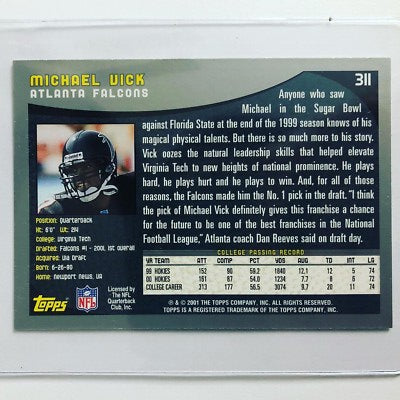 MICHAEL VICK
ATLANTA FALCONS
311
Anyone who saw
Michael in the Sugar Bowl
against Florida State at the end of the 1999 season knows of his
magical physical talents. But there is so much more to his story.
Vick oozes the natural leadership skills that helped elevate
Virginia Tech to new heights of national prominence. He plays
hard, he plays hurt and he plays to win. And, for all of those
reasons, the Falcons made him the No. 1 pick in the draft. "I think
the pick of Michael Vick definitely gives this franchise a chance
for the future to be one of the best franchises in the National
Football League," Atlanta coach Dan Reeves said on draft day.
Position: Quarterback
Ht: 6'0" Wt: 214
College: Virginia Tech
Drafted: Falcons #1 - 2001, 1st overall
Acquired: Via Draft
Born: 6-26-80
Home: Newport News, VA
COLLEGE PASSING RECORD
YR TEAM ATT COM PCT YDS AVG TD INT LG
99 HOKIES 152 90 59.2 1840 12.1 12 5 74
00 HOKIES 161 87 54.0 1234 7.7 8 6 72
COLLEGE CAREER 313 177 56.5 3074 9.7 20 11 74
Topps
NFL
Licensed by
The NFL
Quarterback
Club, Inc.
® & © 2001 THE TOPPS COMPANY, INC. ALL RIGHTS RESERVED.
TOPPS IS A REGISTERED TRADEMARK OF THE TOPPS COMPANY, INC.